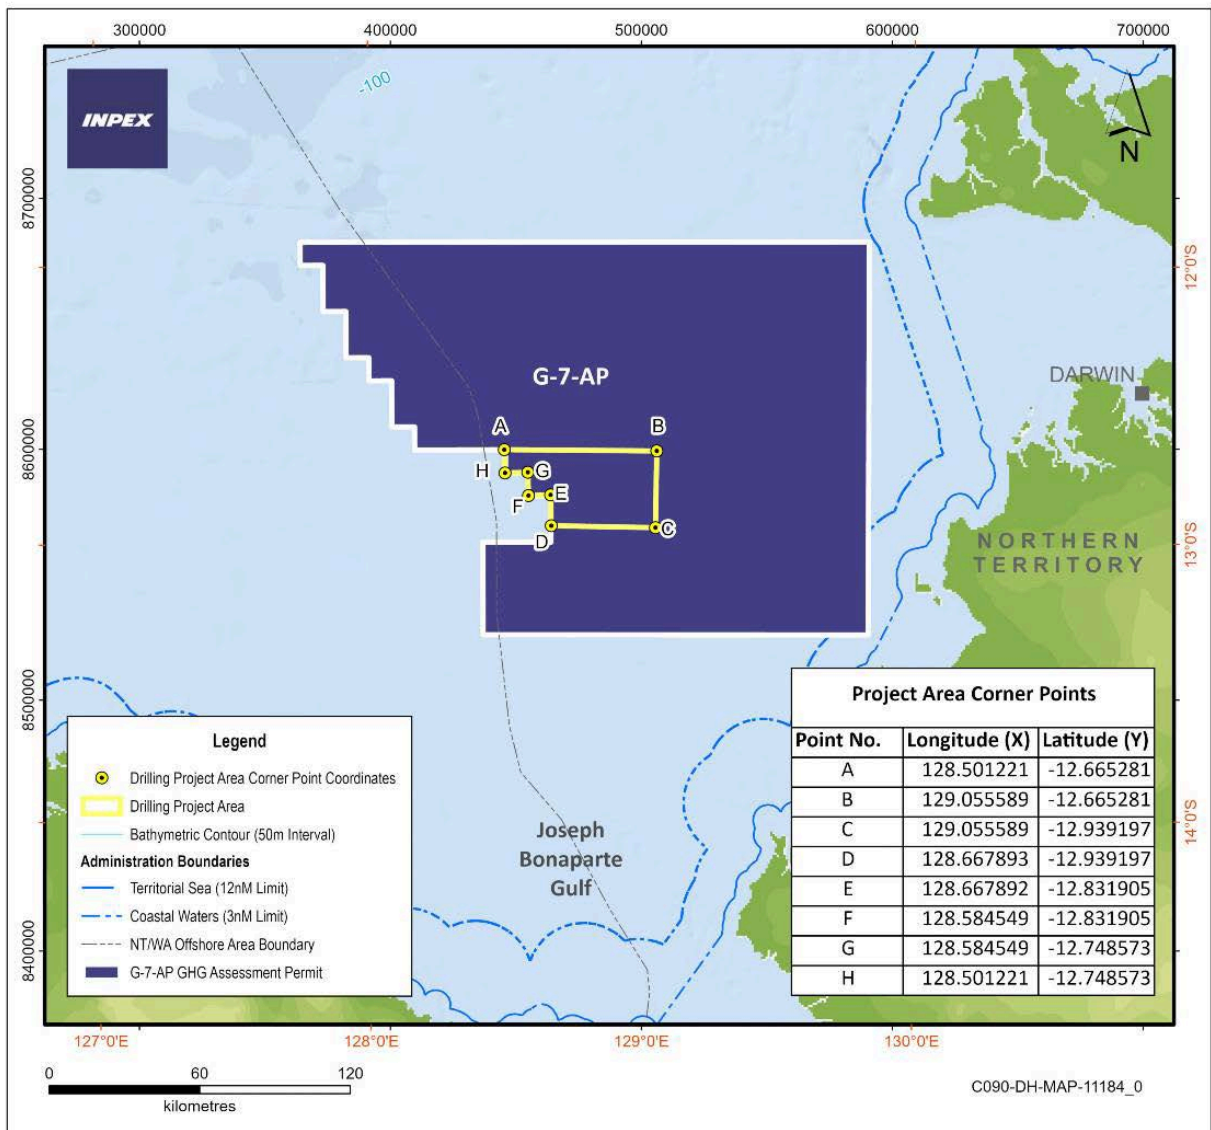 300000 400000 500000 600000 700000
INPEX
-100
N
8700000
12°0'S
G-7-AP
DARWIN
A B
8600000
H G
F E
D C
NORTHERN
TERRITORY
13°0'S
8500000
Project Area Corner Points
Point No. Longitude (X) Latitude (Y)
A 128.501221 -12.665281
B 129.055589 -12.665281
C 129.055589 -12.939197
D 128.667893 -12.939197
E 128.667892 -12.831905
F 128.584549 -12.831905
G 128.584549 -12.748573
H 128.501221 -12.748573
Legend
Drilling Project Area Corner Point Coordinates
Drilling Project Area
Bathymetric Contour (50m Interval)
Administration Boundaries
Territorial Sea (12nM Limit)
Coastal Waters (3nM Limit)
NT/WA Offshore Area Boundary
G-7-AP GHG Assessment Permit
Joseph
Bonaparte
Gulf
14°0'S
8400000
127°0'E 128°0'E 129°0'E 130°0'E
0 60 120
kilometres
C090-DH-MAP-11184_0